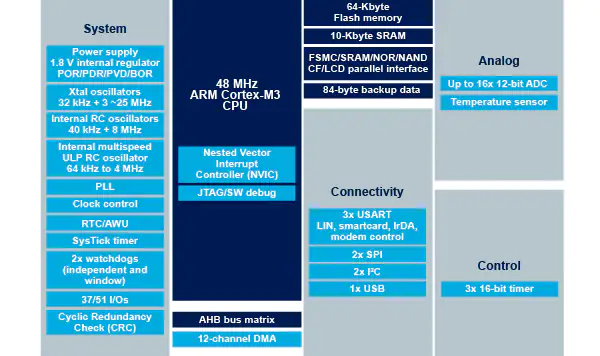 System
Power supply
1.8 V internal regulator
POR/PDR/PVD/BOR
Xtal oscillators
32 kHz + 3 ~25 MHz
Internal RC oscillators
40 kHz + 8 MHz
Internal multispeed
ULP RC oscillator
64 kHz to 4 MHz
PLL
Clock control
RTC/AWU
SysTick timer
2x watchdogs
(independent and
window)
37/51 I/Os
Cyclic Redundancy
Check (CRC)
48 MHz
ARM Cortex-M3
CPU
Nested Vector
Interrupt
Controller (NVIC)
JTAG/SW debug
AHB bus matrix
12-channel DMA
64-Kbyte
Flash memory
10-Kbyte SRAM
FSMC/SRAM/NOR/NAND
CF/LCD parallel interface
84-byte backup data
Connectivity
3x USART
LIN, smartcard, IrDA,
modem control
2x SPI
2x I²C
1x USB
Analog
Up to 16x 12-bit ADC
Temperature sensor
Control
3x 16-bit timer